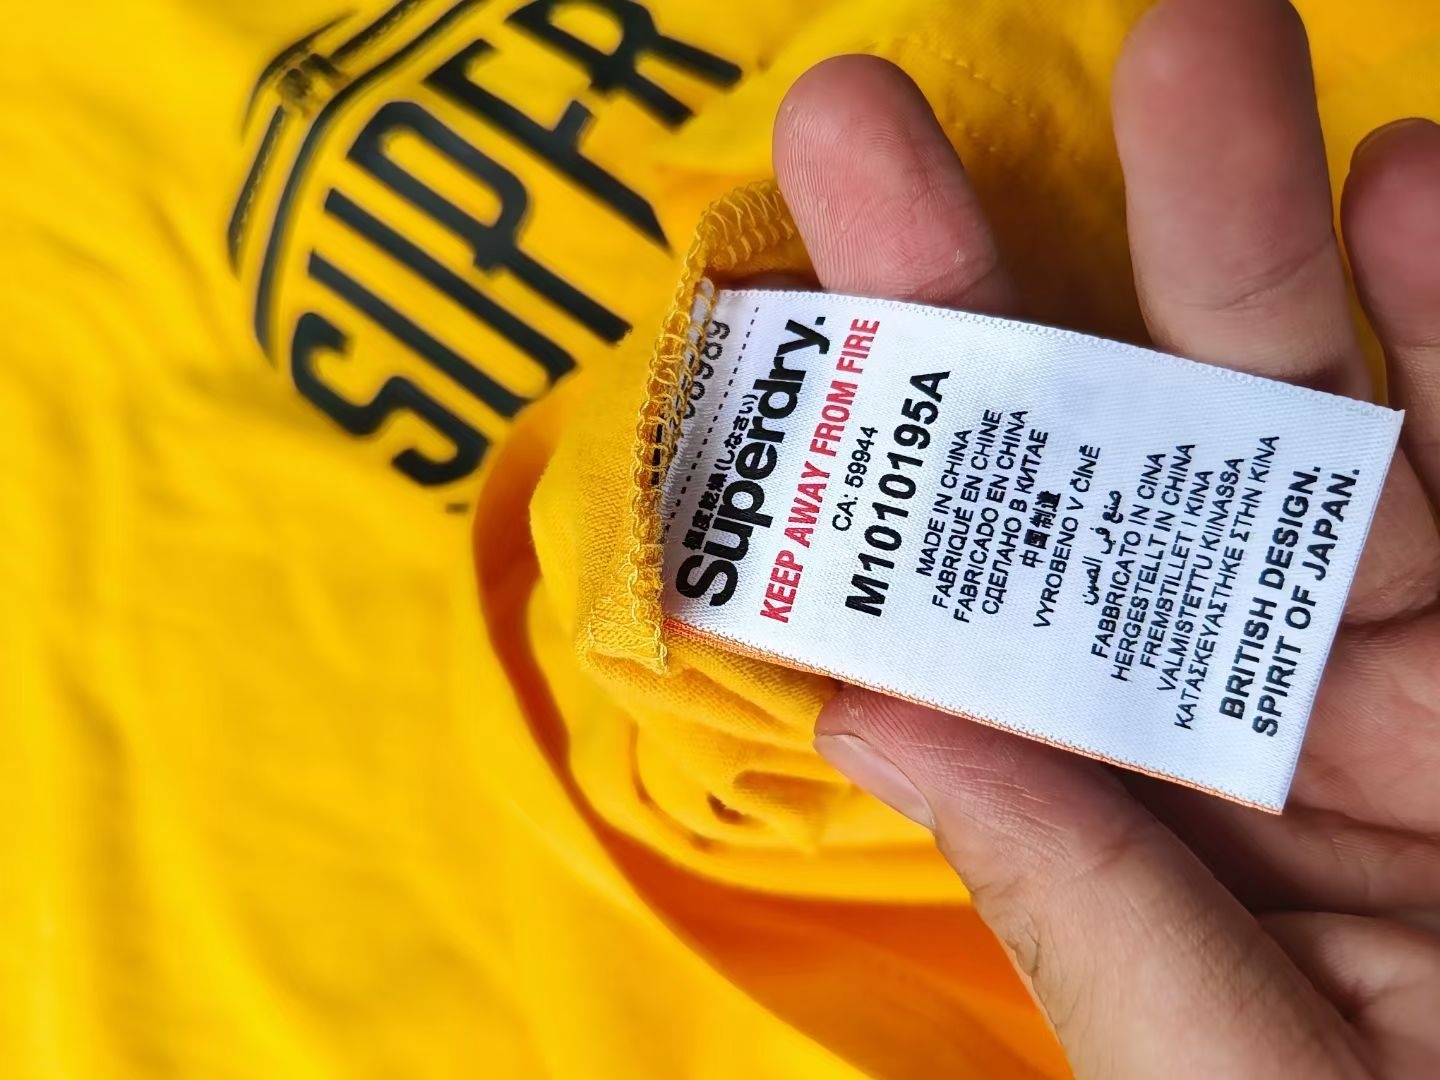 SUPER
極度乾燥(しなさい)
Superdry.
KEEP AWAY FROM FIRE
CA: 59944
M1010195A
MADE IN CHINA
FABRIQUÉ EN CHINE
FABRICADO EN CHINA
СДЕЛАНО В КИТАЕ
中国制造
VYROBENO V ČÍNĚ
صنع في الصين
FABBRICATO IN CINA
HERGESTELLT IN CHINA
FREMSTILLET I KINA
VALMISTETTU KINASSA
ΚΑΤΑΣΚΕΥΑΣΤΗΚΕ ΣΤΗΝ ΚΙΝΑ
BRITISH DESIGN.
SPIRIT OF JAPAN.